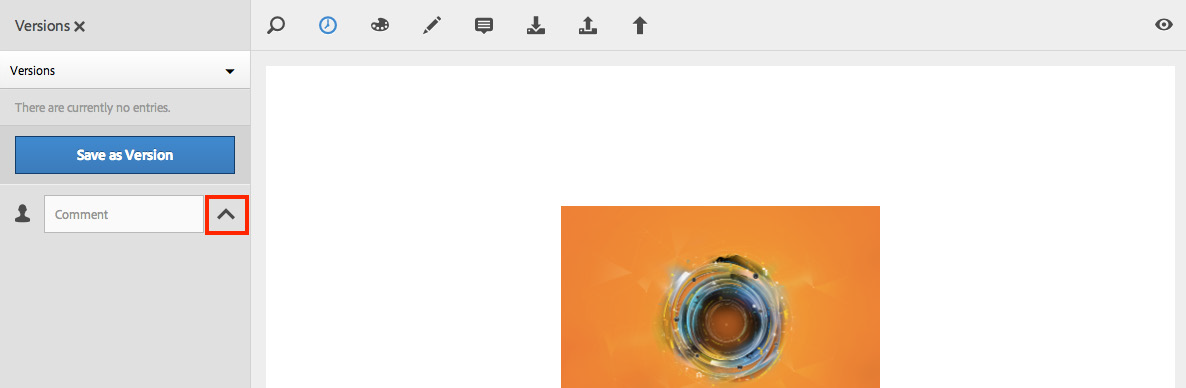 Versions
Versions
There are currently no entries.
Save as Version
Comment